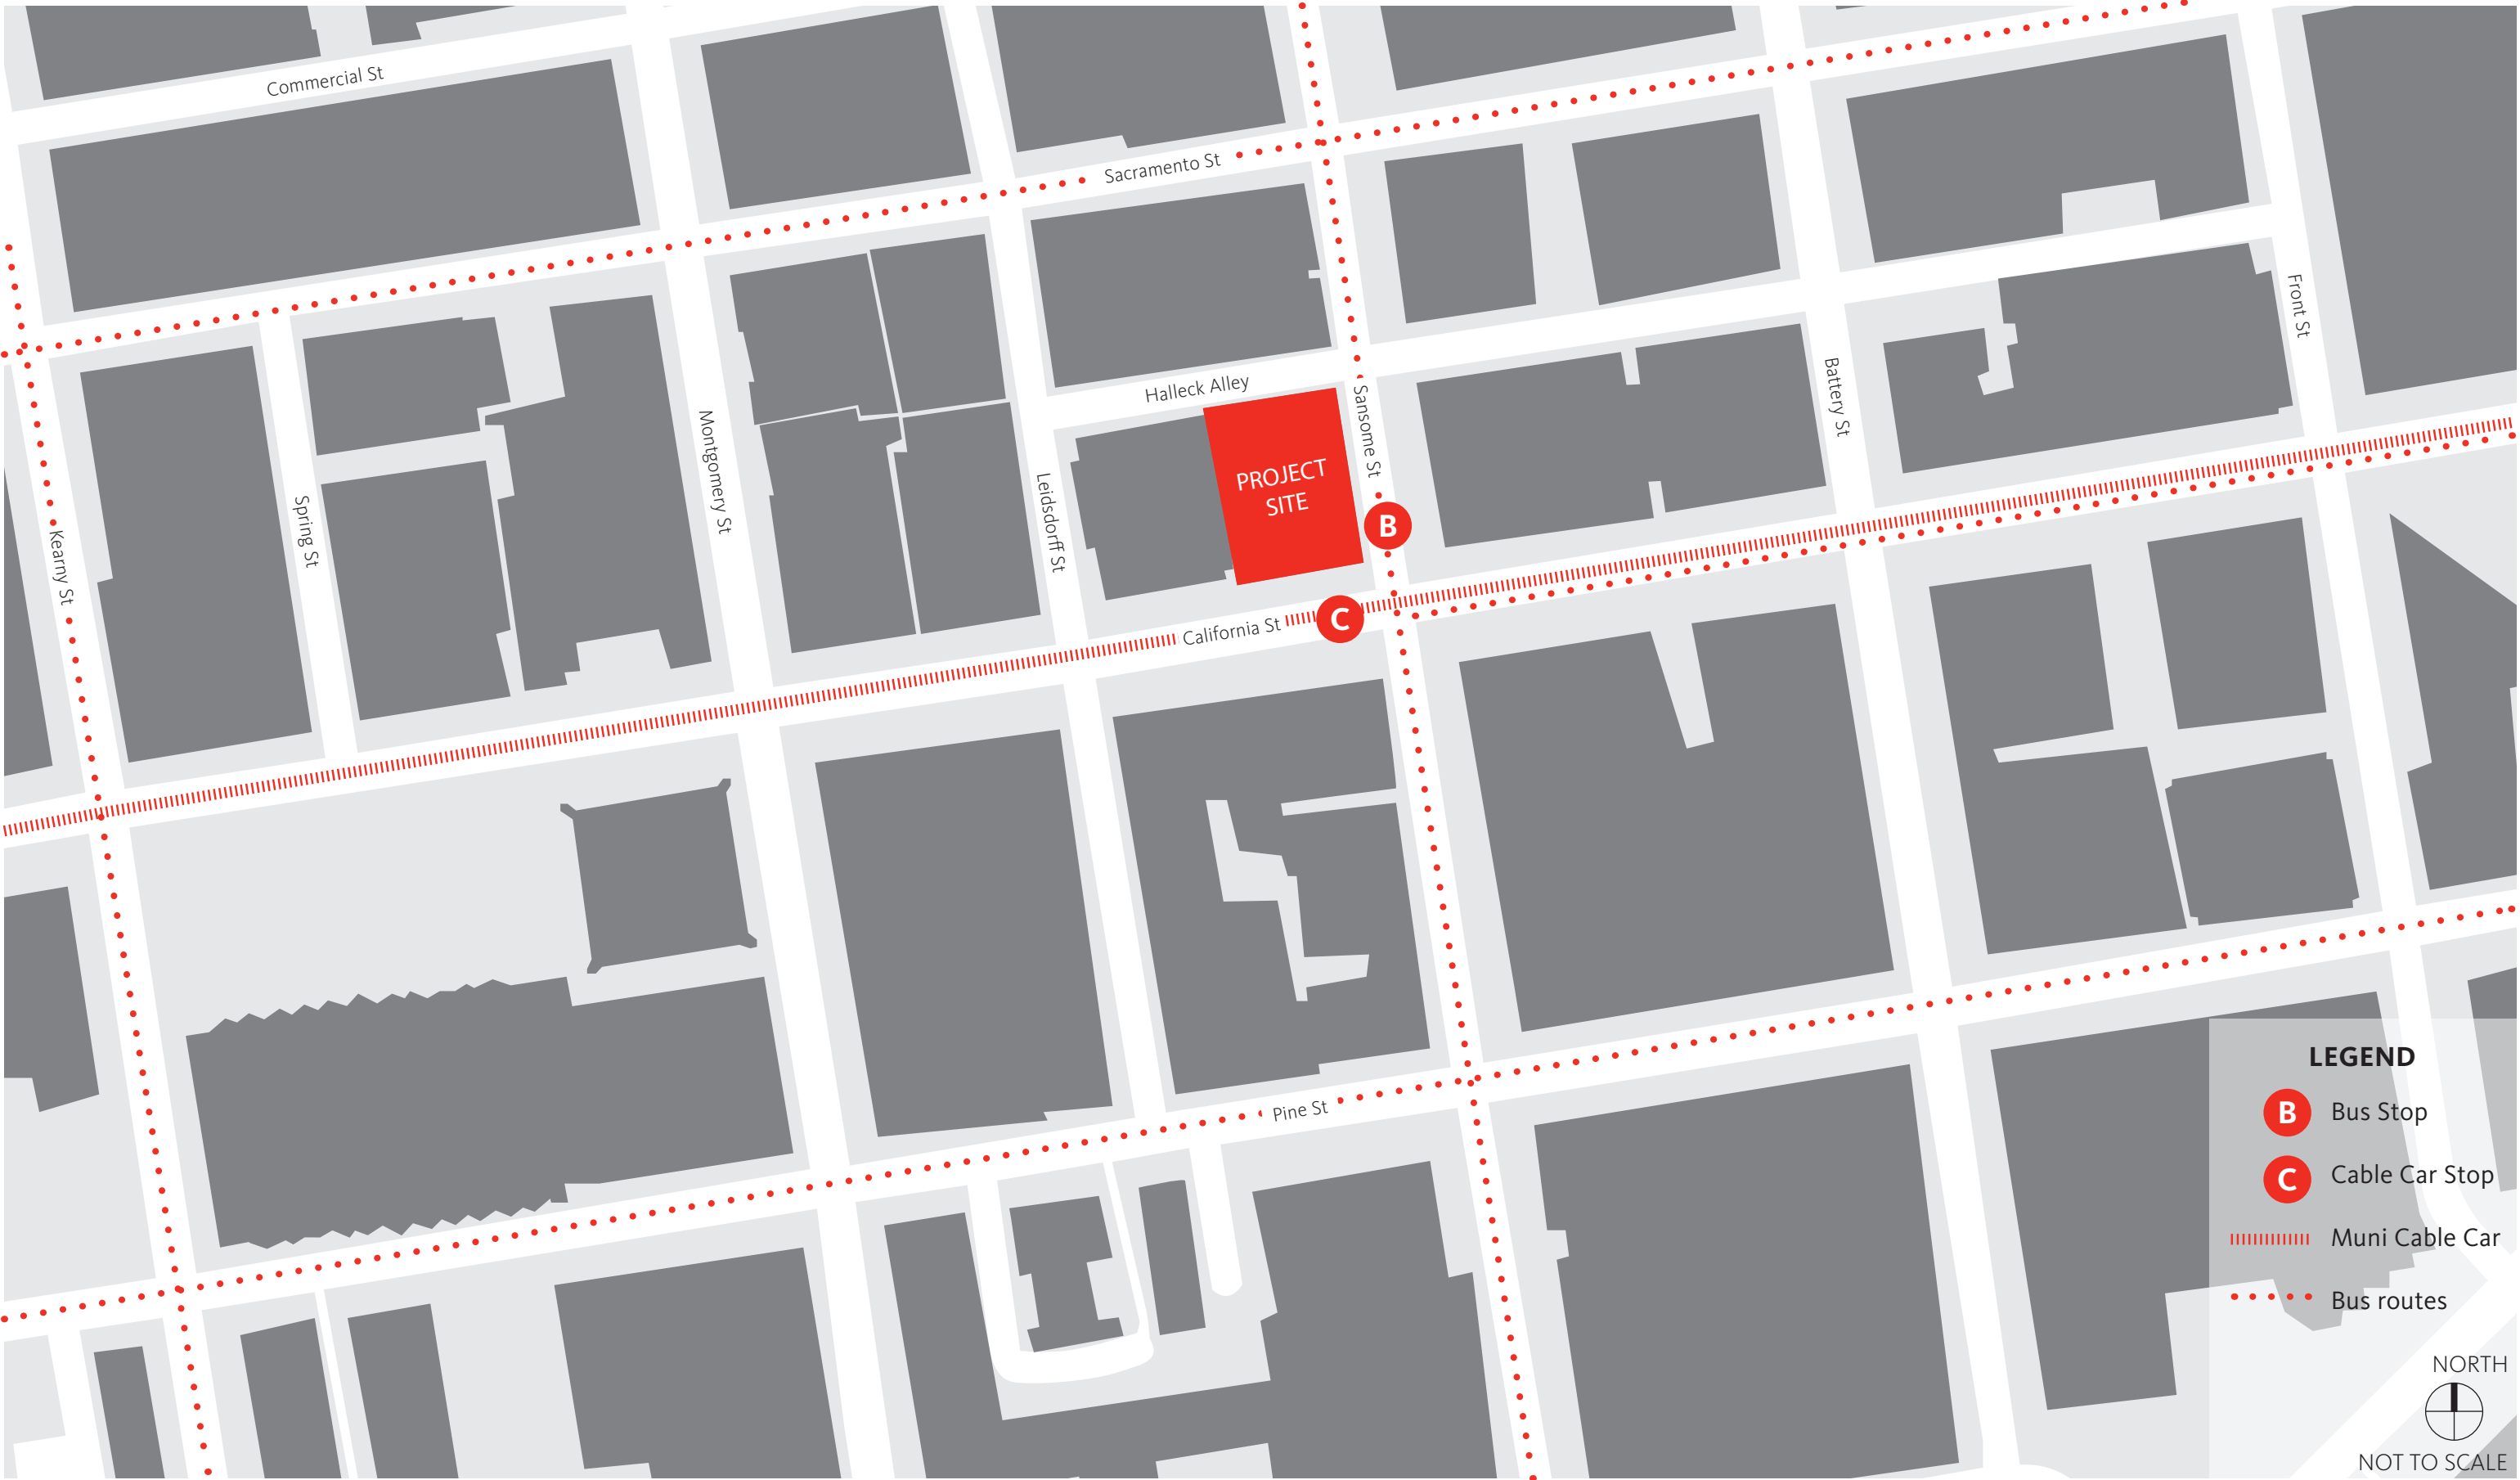 Commercial St
Sacramento St
Halleck Alley
Front St
Battery St
Sansome St
Montgomery St
Leidsdorff St
Spring St
Kearny St
PROJECT
SITE
B
C
California St
Pine St
LEGEND
B Bus Stop
C Cable Car Stop
Muni Cable Car
Bus routes
NORTH
NOT TO SCALE